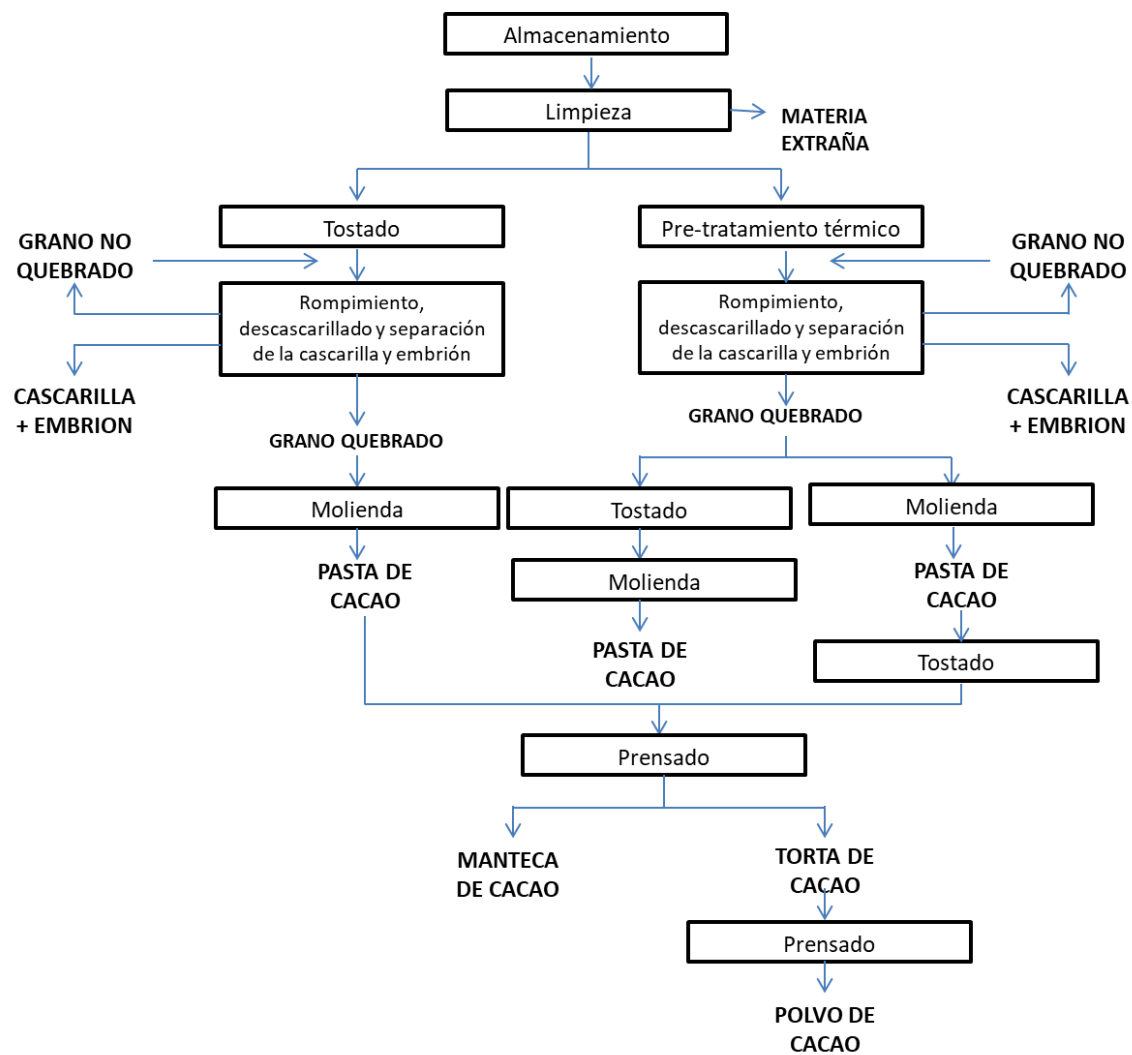 Almacenamiento
Limpieza
MATERIA
EXTRAÑA
Tostado
Pre-tratamiento térmico
GRANO NO
QUEBRADO
GRANO NO
QUEBRADO
Rompimiento,
descascarillado y separación
de la cascarilla y embrión
Rompimiento,
descascarillado y separación
de la cascarilla y embrión
CASCARILLA
+ EMBRION
CASCARILLA
+ EMBRION
GRANO QUEBRADO
GRANO QUEBRADO
Molienda
Tostado
Molienda
PASTA DE
CACAO
Molienda
PASTA DE
CACAO
PASTA DE
CACAO
Tostado
Prensado
MANTECA
DE CACAO
TORTA DE
CACAO
Prensado
POLVO DE
CACAO